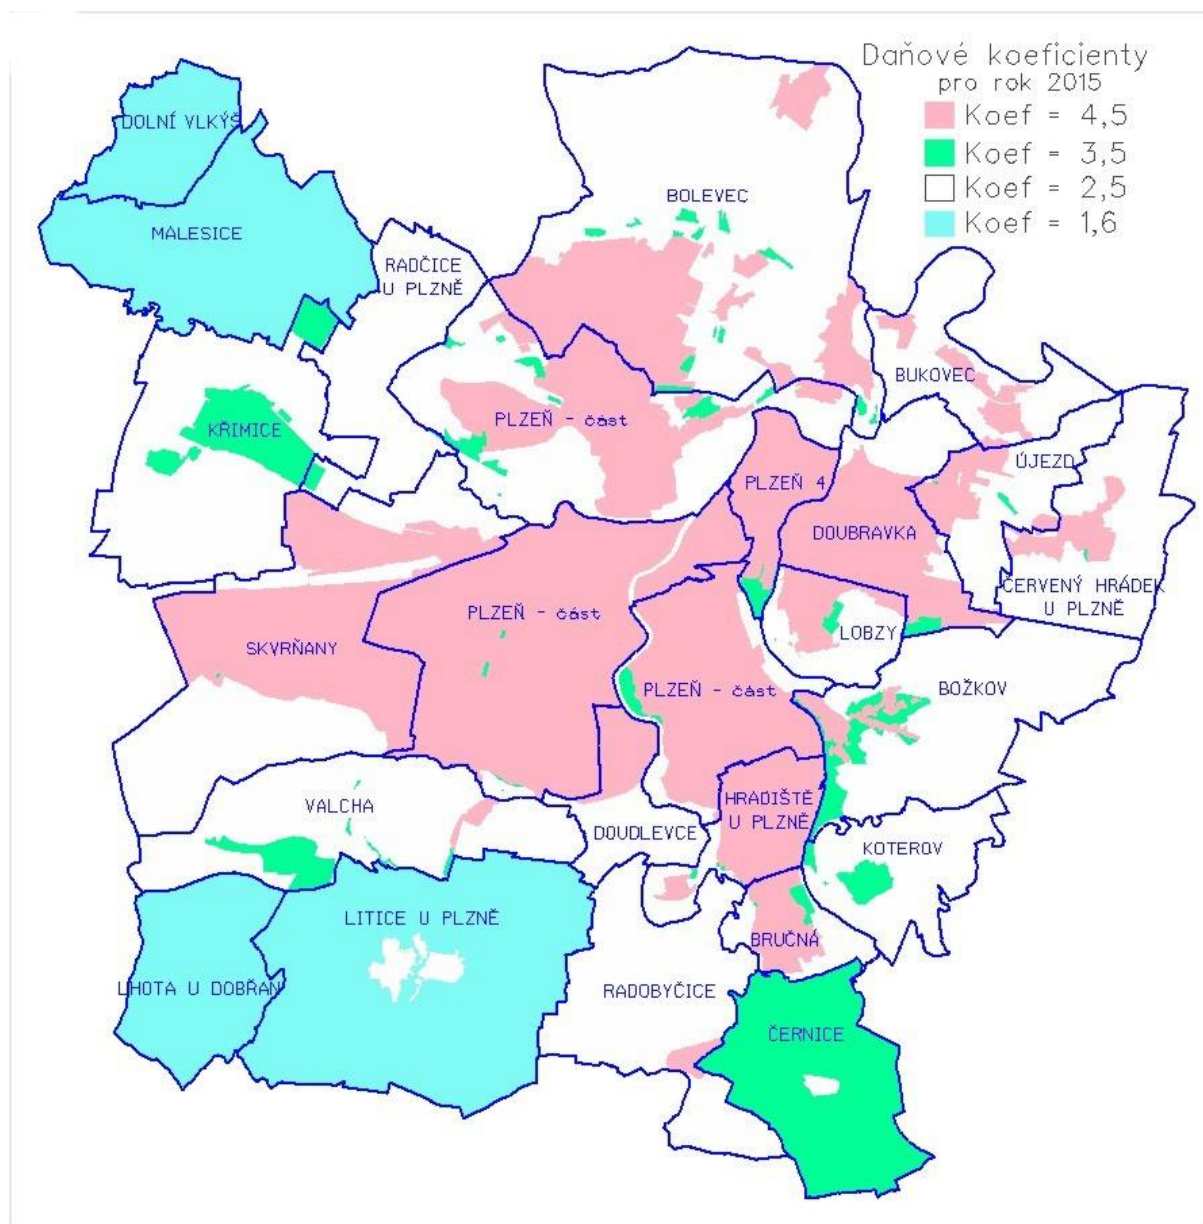 Daňové koeficienty
pro rok 2015
Koef = 4,5
Koef = 3,5
Koef = 2,5
Koef = 1,6
DOLNÍ VLKÝŠ
MALESICE
BOLEVEC
RADČICE
U PLZNĚ
BUKOVEC
KŘIMICE
PLZEŇ - část
ÚJEZD
PLZEŇ 4
DOUBRAVKA
ČERVENÝ HRÁDEK
U PLZNĚ
PLZEŇ - část
LOBZY
SKVRŇANY
PLZEŇ - část
BOŽKOV
VALCHA
HRADIŠTĚ
U PLZNĚ
DOUDLEVCE
KOTEROV
LITICE U PLZNĚ
BRUČNÁ
LHOTA U DOBŘAN
RADOBYČICE
ČERNICE